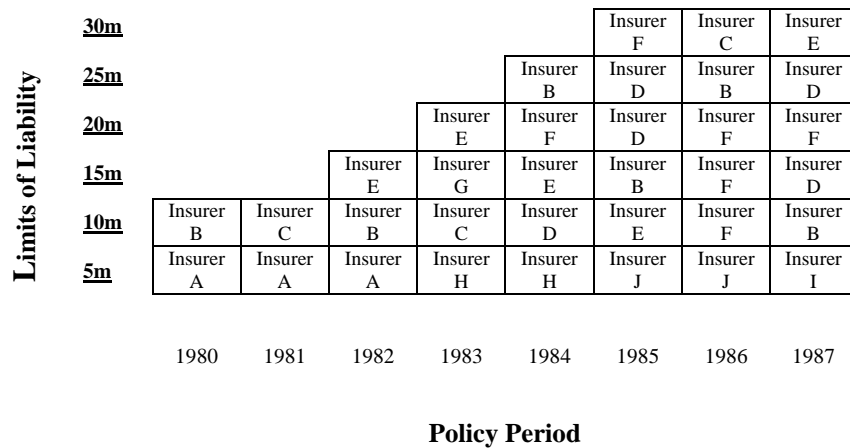 30m
Insurer Insurer Insurer
F C E
25m
Insurer Insurer Insurer Insurer
B D B D
20m
Insurer Insurer Insurer Insurer Insurer
E F D F F
15m
Insurer Insurer Insurer Insurer Insurer Insurer
E G E B F D
10m
Insurer Insurer Insurer Insurer Insurer Insurer Insurer Insurer
B C B C D E F B
5m
Insurer Insurer Insurer Insurer Insurer Insurer Insurer Insurer
A A A H H J J I
Limits of Liability
1980 1981 1982 1983 1984 1985 1986 1987
Policy Period